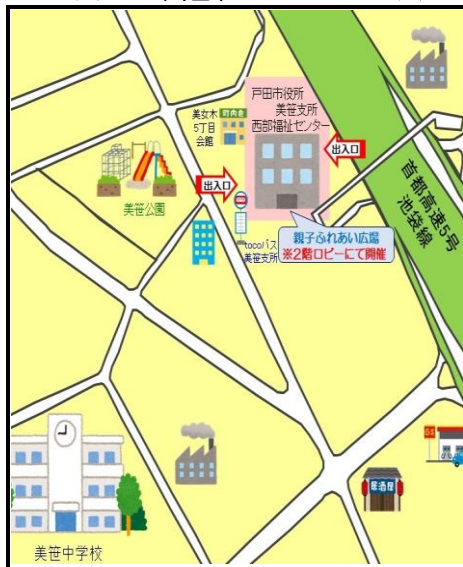 戸田市役所
美笹支所
西部福祉センター
美女木
5丁目
会館
町内会
出入口
出入口
美笹公園
首都高速5号
池袋線
tocoバス
美笹支所
親子ふれあい広場
※2階ロビーにて開催
GS
居酒屋
美笹中学校